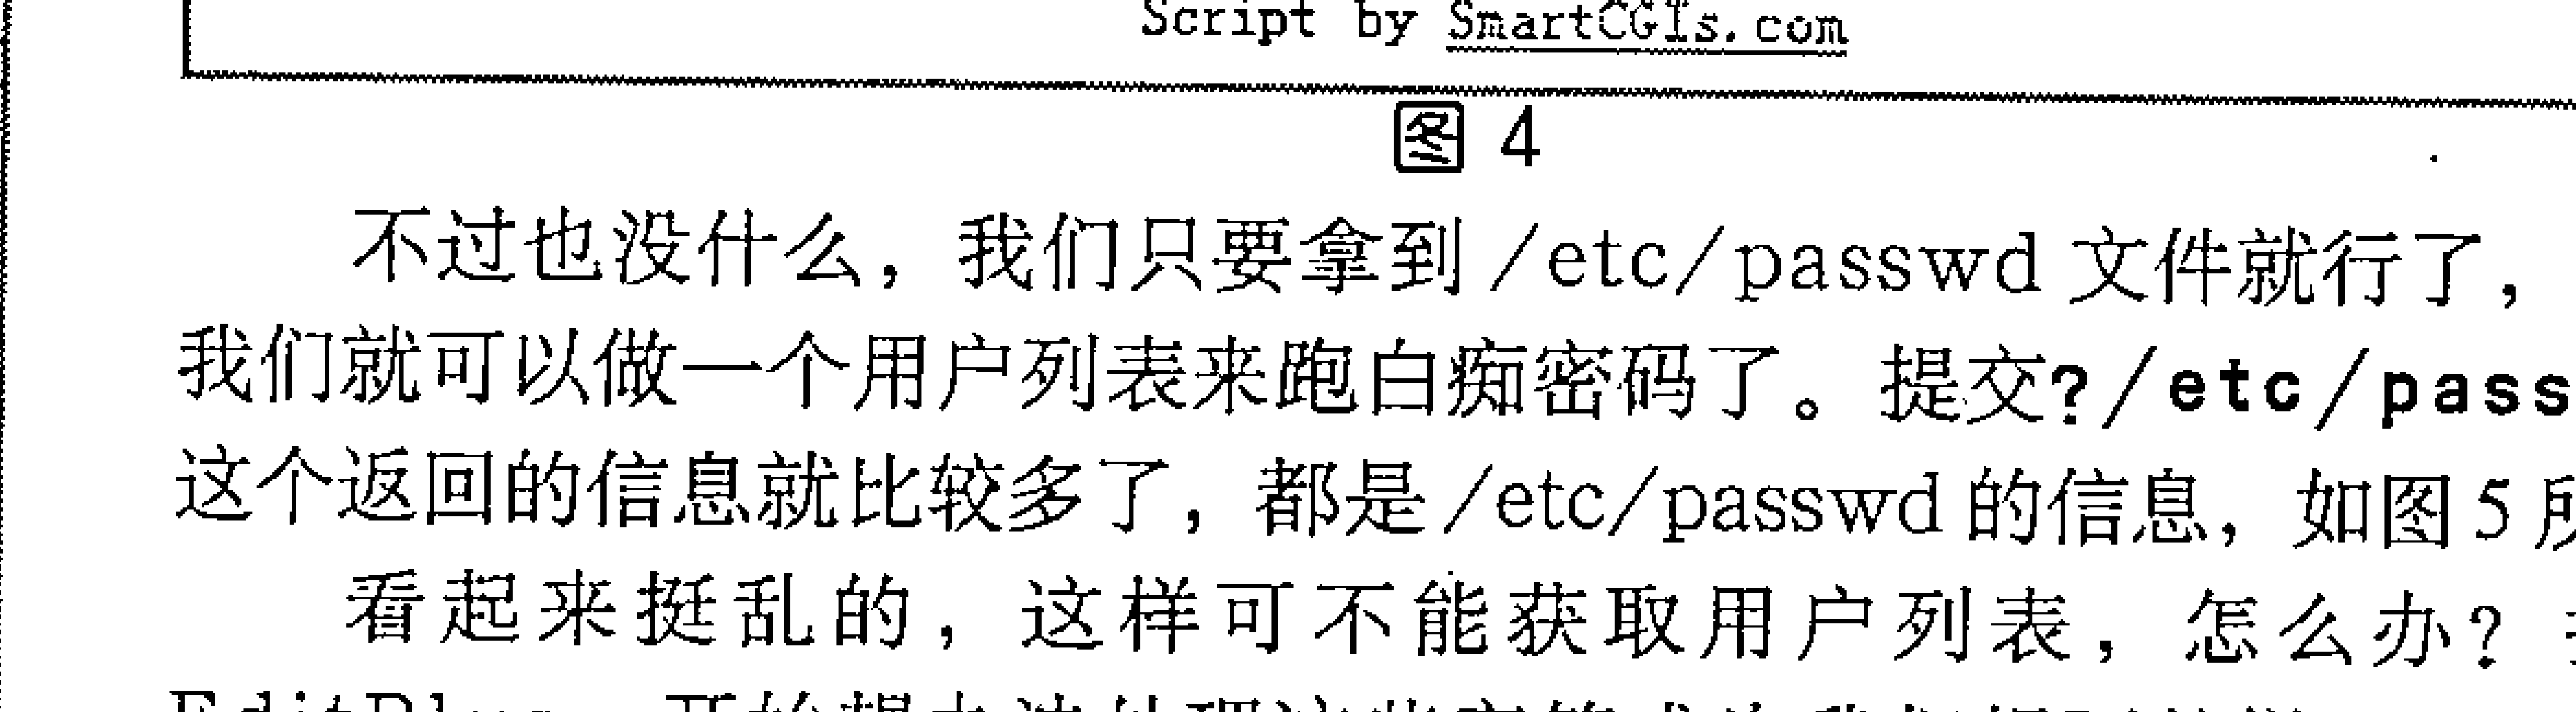 Script by SmartCGIs.com
图 4
不过也没什么，我们只要拿到 /etc/passwd 文件就行了，
我们就可以做一个用户列表来跑白痴密码了。提交?/etc/pass
这个返回的信息就比较多了，都是 /etc/passwd 的信息，如图 5 所
看起来挺乱的，这样可不能获取用户列表，怎么办？